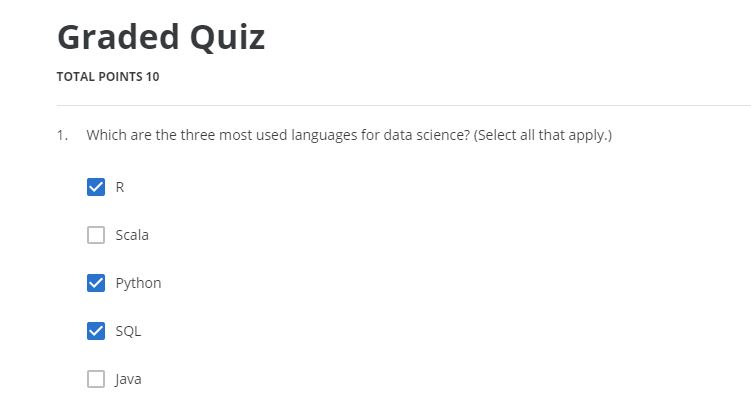 Graded Quiz
TOTAL POINTS 10
1. Which are the three most used languages for data science? (Select all that apply.)
R
Scala
Python
SQL
Java